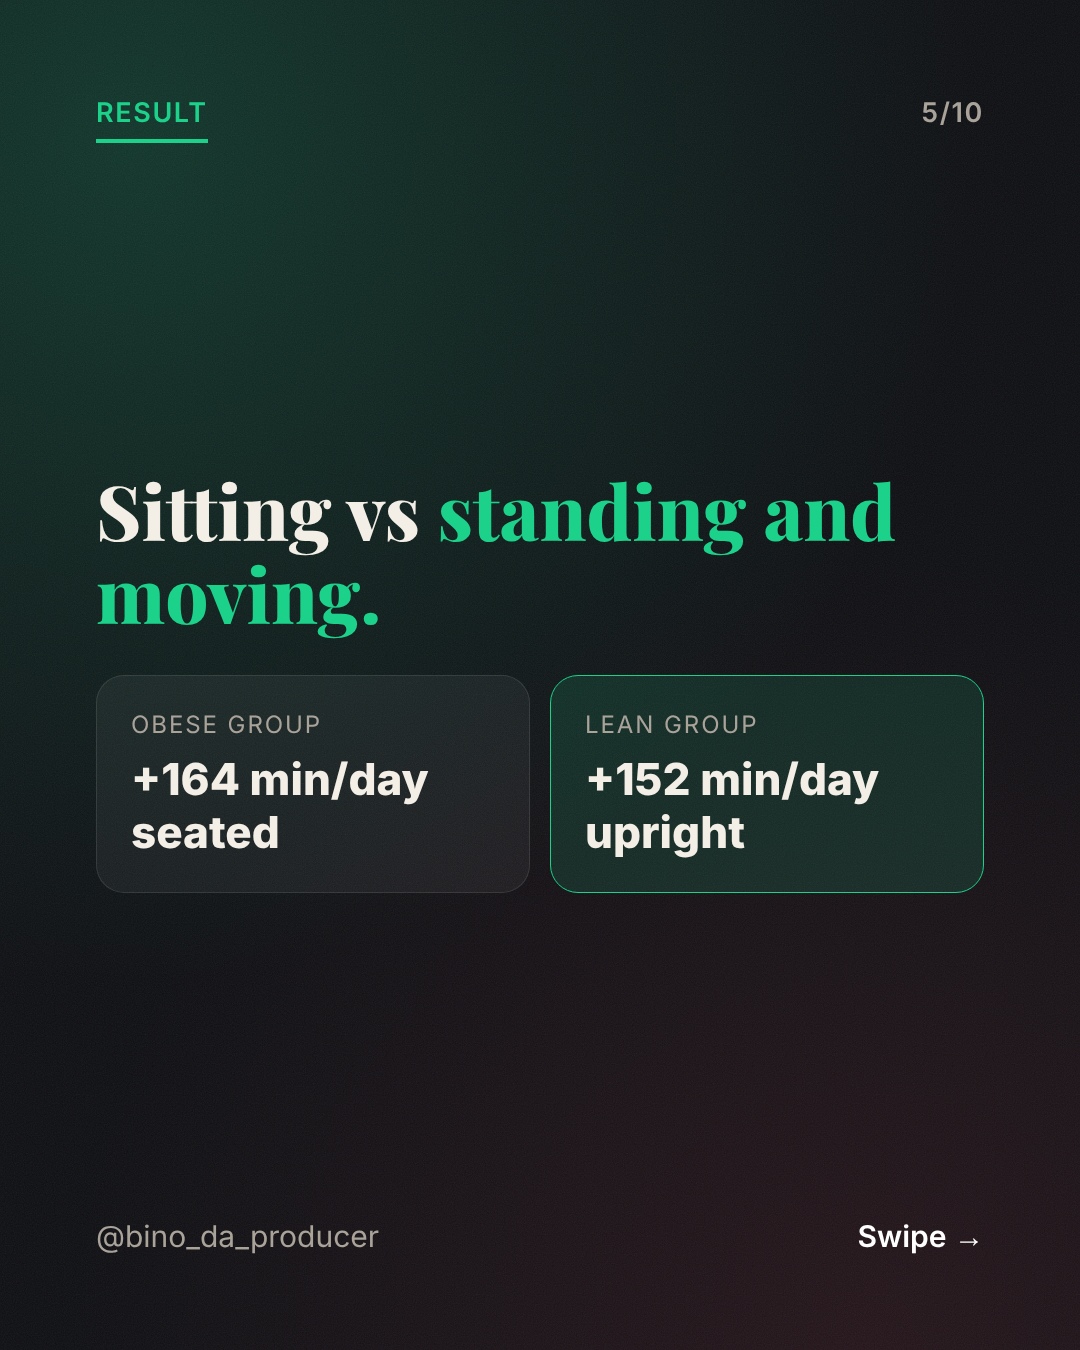 RESULT
5/10
Sitting vs standing and
moving.
OBESE GROUP
+164 min/day
seated
LEAN GROUP
+152 min/day
upright
@bino_da_producer
Swipe →